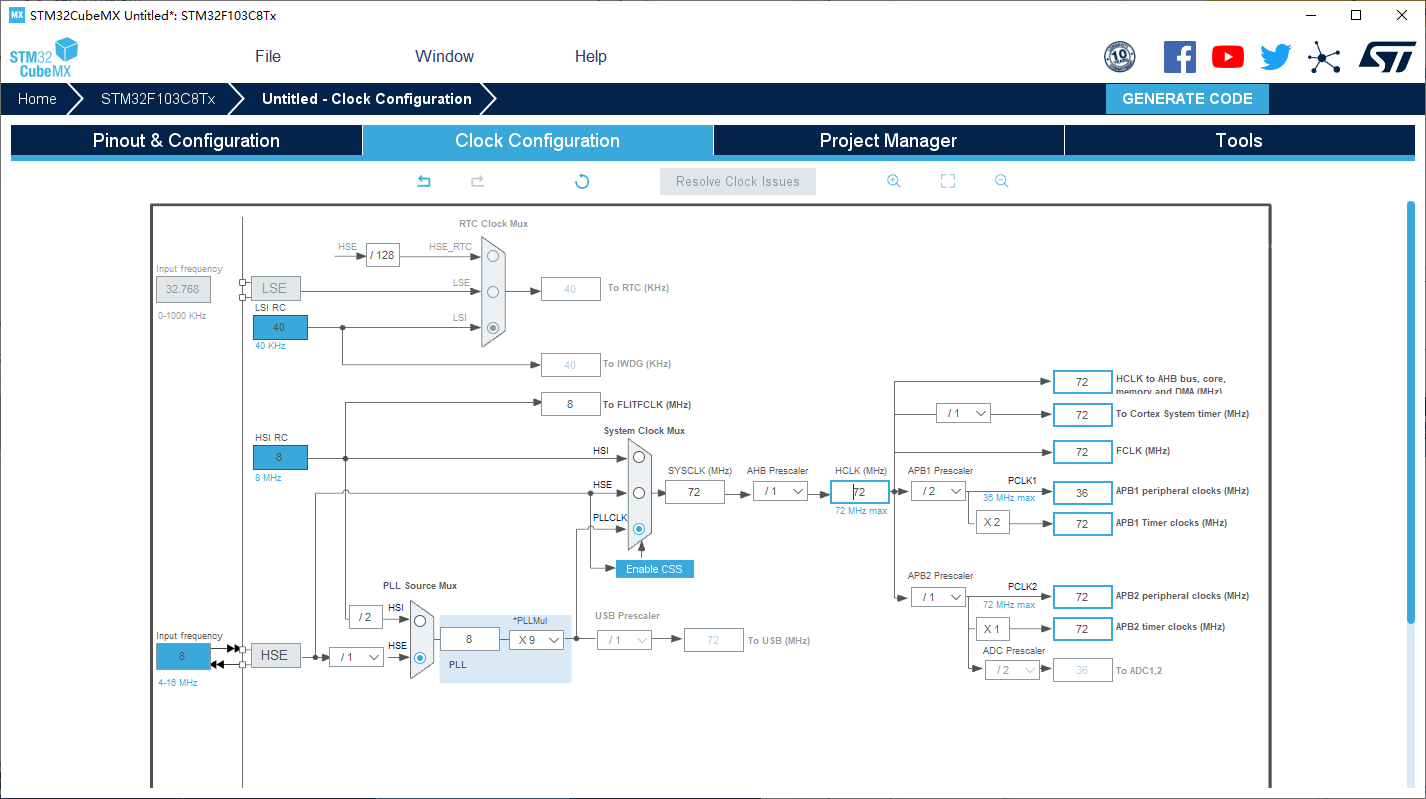 MX STM32CubeMX Untitled*: STM32F103C8Tx
STM32
CubeMX
File
Window
Help
10
YEARS
ST
Home
STM32F103C8Tx
Untitled - Clock Configuration
GENERATE CODE
Pinout & Configuration
Clock Configuration
Project Manager
Tools
Resolve Clock Issues
RTC Clock Mux
HSE
/ 128
HSE_RTC
Input frequency
32.768
0-1000 KHz
LSE
LSE
40
To RTC (KHz)
LSI RC
40
40 KHz
LSI
40
To IWDG (KHz)
8
To FLITFCLK (MHz)
HSI RC
8
8 MHz
System Clock Mux
HSI
HSE
PLLCLK
Enable CSS
SYSCLK (MHz)
72
AHB Prescaler
/ 1
HCLK (MHz)
72
72 MHz max
72
HCLK to AHB bus, core,
memory and DMA (MHz)
/ 1
72
To Cortex System timer (MHz)
72
FCLK (MHz)
APB1 Prescaler
/ 2
PCLK1
36 MHz max
36
APB1 peripheral clocks (MHz)
X 2
72
APB1 Timer clocks (MHz)
APB2 Prescaler
/ 1
PCLK2
72 MHz max
72
APB2 peripheral clocks (MHz)
X 1
72
APB2 timer clocks (MHz)
ADC Prescaler
/ 2
36
To ADC1,2
PLL Source Mux
/ 2
HSI
HSE
Input frequency
8
4-16 MHz
HSE
/ 1
8
PLL
*PLLMul
X 9
USB Prescaler
/ 1
72
To USB (MHz)